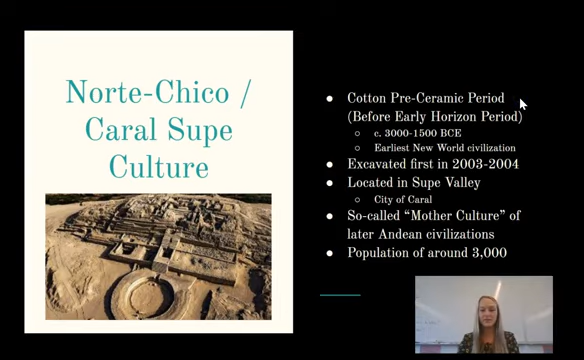 Norte-Chico /
Caral Supe
Culture
Cotton Pre-Ceramic Period
(Before Early Horizon Period)
c. 3000-1500 BCE
Earliest New World civilization
Excavated first in 2003-2004
Located in Supe Valley
City of Caral
So-called “Mother Culture” of
later Andean civilizations
Population of around 3,000